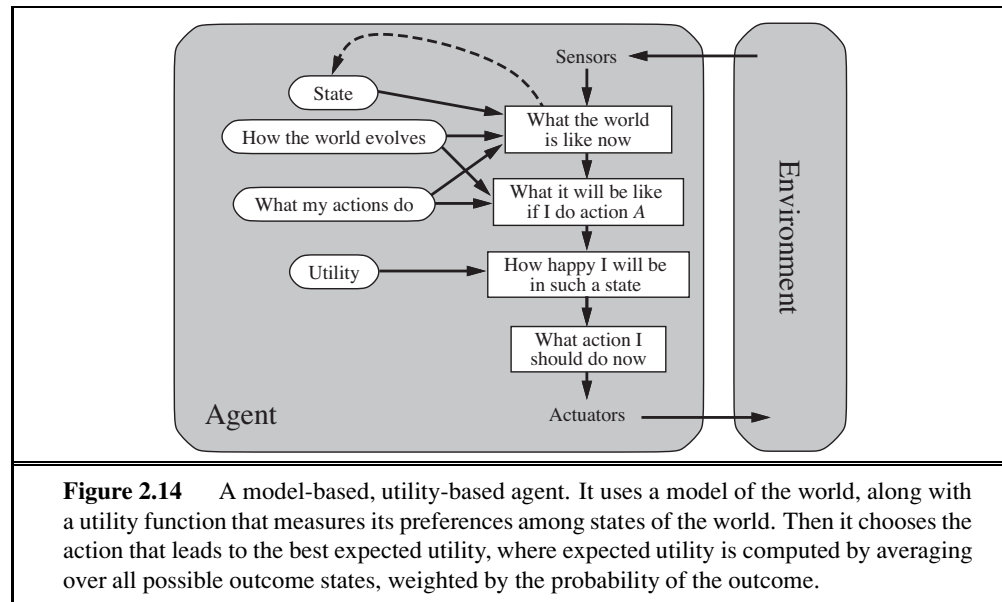 Sensors
State
What the world
is like now
How the world evolves
What it will be like
if I do action A
What my actions do
How happy I will be
in such a state
Utility
What action I
should do now
Agent
Actuators
Environment
Figure 2.14 A model-based, utility-based agent. It uses a model of the world, along with
a utility function that measures its preferences among states of the world. Then it chooses the
action that leads to the best expected utility, where expected utility is computed by averaging
over all possible outcome states, weighted by the probability of the outcome.